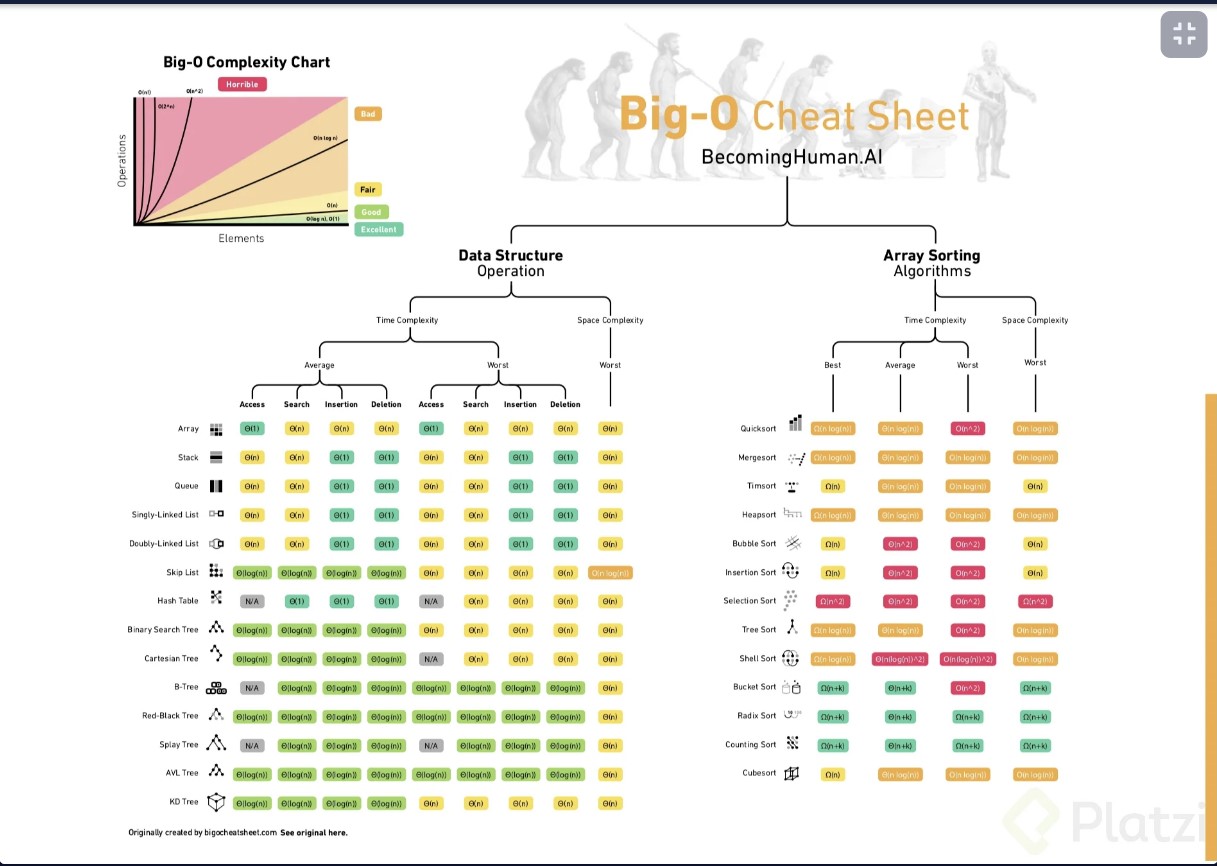 Big-O Complexity Chart
Horrible
O(n!)
O(2^n)
O(n^2)
Bad
O(n log n)
Fair
O(n)
Good
O(log n), O(1)
Excellent
Operations
Elements
Big-O Cheat Sheet
BecomingHuman.AI
Data Structure
Operation
Array Sorting
Algorithms
Time Complexity
Space Complexity
Average
Worst
Worst
Access Search Insertion Deletion Access Search Insertion Deletion
Array Θ(1) Θ(n) Θ(n) Θ(n) Θ(1) Θ(n) Θ(n) Θ(n) Θ(n)
Stack Θ(n) Θ(n) Θ(1) Θ(1) Θ(n) Θ(n) Θ(1) Θ(1) Θ(n)
Queue Θ(n) Θ(n) Θ(1) Θ(1) Θ(n) Θ(n) Θ(1) Θ(1) Θ(n)
Singly-Linked List Θ(n) Θ(n) Θ(1) Θ(1) Θ(n) Θ(n) Θ(1) Θ(1) Θ(n)
Doubly-Linked List Θ(n) Θ(n) Θ(1) Θ(1) Θ(n) Θ(n) Θ(1) Θ(1) Θ(n)
Skip List Θ(log(n)) Θ(log(n)) Θ(log(n)) Θ(log(n)) Θ(n) Θ(n) Θ(n) Θ(n) O(n log(n))
Hash Table N/A Θ(1) Θ(1) Θ(1) N/A Θ(n) Θ(n) Θ(n) Θ(n)
Binary Search Tree Θ(log(n)) Θ(log(n)) Θ(log(n)) Θ(log(n)) Θ(n) Θ(n) Θ(n) Θ(n) Θ(n)
Cartesian Tree Θ(log(n)) Θ(log(n)) Θ(log(n)) Θ(log(n)) N/A Θ(n) Θ(n) Θ(n) Θ(n)
B-Tree N/A Θ(log(n)) Θ(log(n)) Θ(log(n)) Θ(log(n)) Θ(log(n)) Θ(log(n)) Θ(log(n)) Θ(n)
Red-Black Tree Θ(log(n)) Θ(log(n)) Θ(log(n)) Θ(log(n)) Θ(log(n)) Θ(log(n)) Θ(log(n)) Θ(log(n)) Θ(n)
Splay Tree N/A Θ(log(n)) Θ(log(n)) Θ(log(n)) N/A Θ(log(n)) Θ(log(n)) Θ(log(n)) Θ(n)
AVL Tree Θ(log(n)) Θ(log(n)) Θ(log(n)) Θ(log(n)) Θ(log(n)) Θ(log(n)) Θ(log(n)) Θ(log(n)) Θ(n)
KD Tree Θ(log(n)) Θ(log(n)) Θ(log(n)) Θ(log(n)) Θ(n) Θ(n) Θ(n) Θ(n) Θ(n)
Time Complexity
Space Complexity
Best
Average
Worst
Worst
Quicksort Ω(n log(n)) Θ(n log(n)) O(n^2) O(n log(n))
Mergesort Ω(n log(n)) Θ(n log(n)) O(n log(n)) O(n log(n))
Timsort Ω(n) Θ(n log(n)) O(n log(n)) Θ(n)
Heapsort Ω(n log(n)) Θ(n log(n)) O(n log(n)) O(n log(n))
Bubble Sort Ω(n) Θ(n^2) O(n^2) Θ(n)
Insertion Sort Ω(n) Θ(n^2) O(n^2) Θ(n)
Selection Sort Ω(n^2) Θ(n^2) O(n^2) Ω(n^2)
Tree Sort Ω(n log(n)) Θ(n log(n)) O(n^2) O(n log(n))
Shell Sort Ω(n log(n)) Θ(n(log(n))^2) O(n(log(n))^2) O(n log(n))
Bucket Sort Ω(n+k) Θ(n+k) O(n^2) Ω(n+k)
Radix Sort Ω(n+k) Θ(n+k) Ω(n+k) Ω(n+k)
Counting Sort Ω(n+k) Θ(n+k) Ω(n+k) Ω(n+k)
Cubesort Ω(n) Θ(n log(n)) O(n log(n)) O(n log(n))
Originally created by bigocheatsheet.com See original here.
Platzi